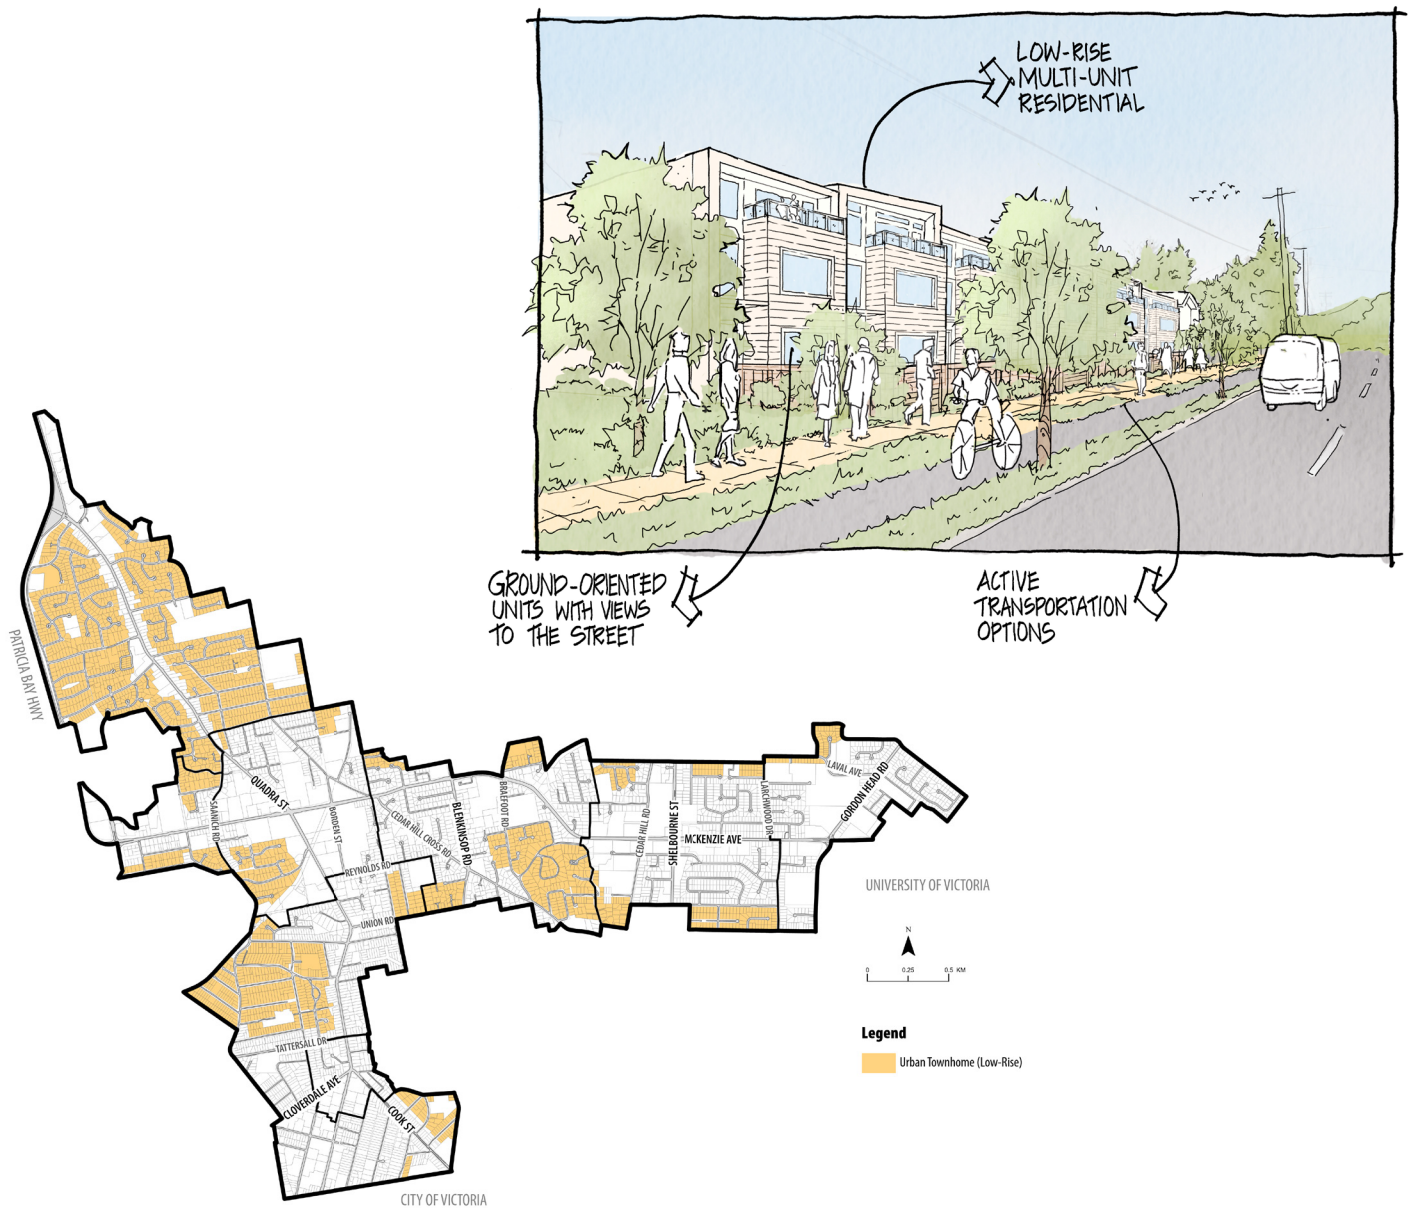 LOW-RISE
MULTI-UNIT
RESIDENTIAL
GROUND-ORIENTED
UNITS WITH VIEWS
TO THE STREET
ACTIVE
TRANSPORTATION
OPTIONS
PATRICIA BAY HWY
QUADRA ST
SAANICH RD
BORDEN ST
CEDAR HILL CROSS RD
BLENKINSOP RD
BRAEFOOT RD
REYNOLDS RD
UNION RD
CEDAR HILL RD
SHELBOURNE ST
MCKENZIE AVE
LARCHWOOD DR
LAVAL AVE
GORDON HEAD RD
UNIVERSITY OF VICTORIA
N
0 0.25 0.5 KM
Legend
Urban Townhome (Low-Rise)
TATTERSALL DR
CLOVERDALE AVE
COOK ST
CITY OF VICTORIA